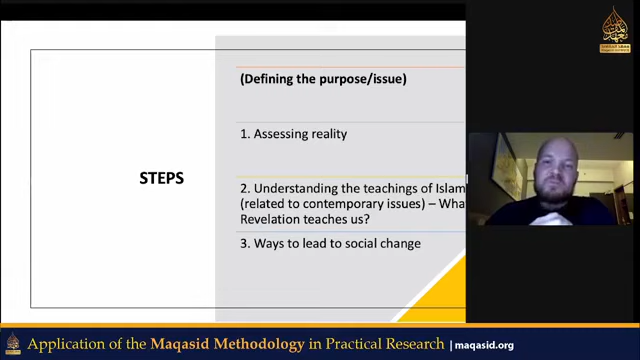 (Defining the purpose/issue)
1. Assessing reality
STEPS
2. Understanding the teachings of Islam
(related to contemporary issues) – Wha
Revelation teaches us?
3. Ways to lead to social change
Application of the Maqasid Methodology in Practical Research | maqasid.org